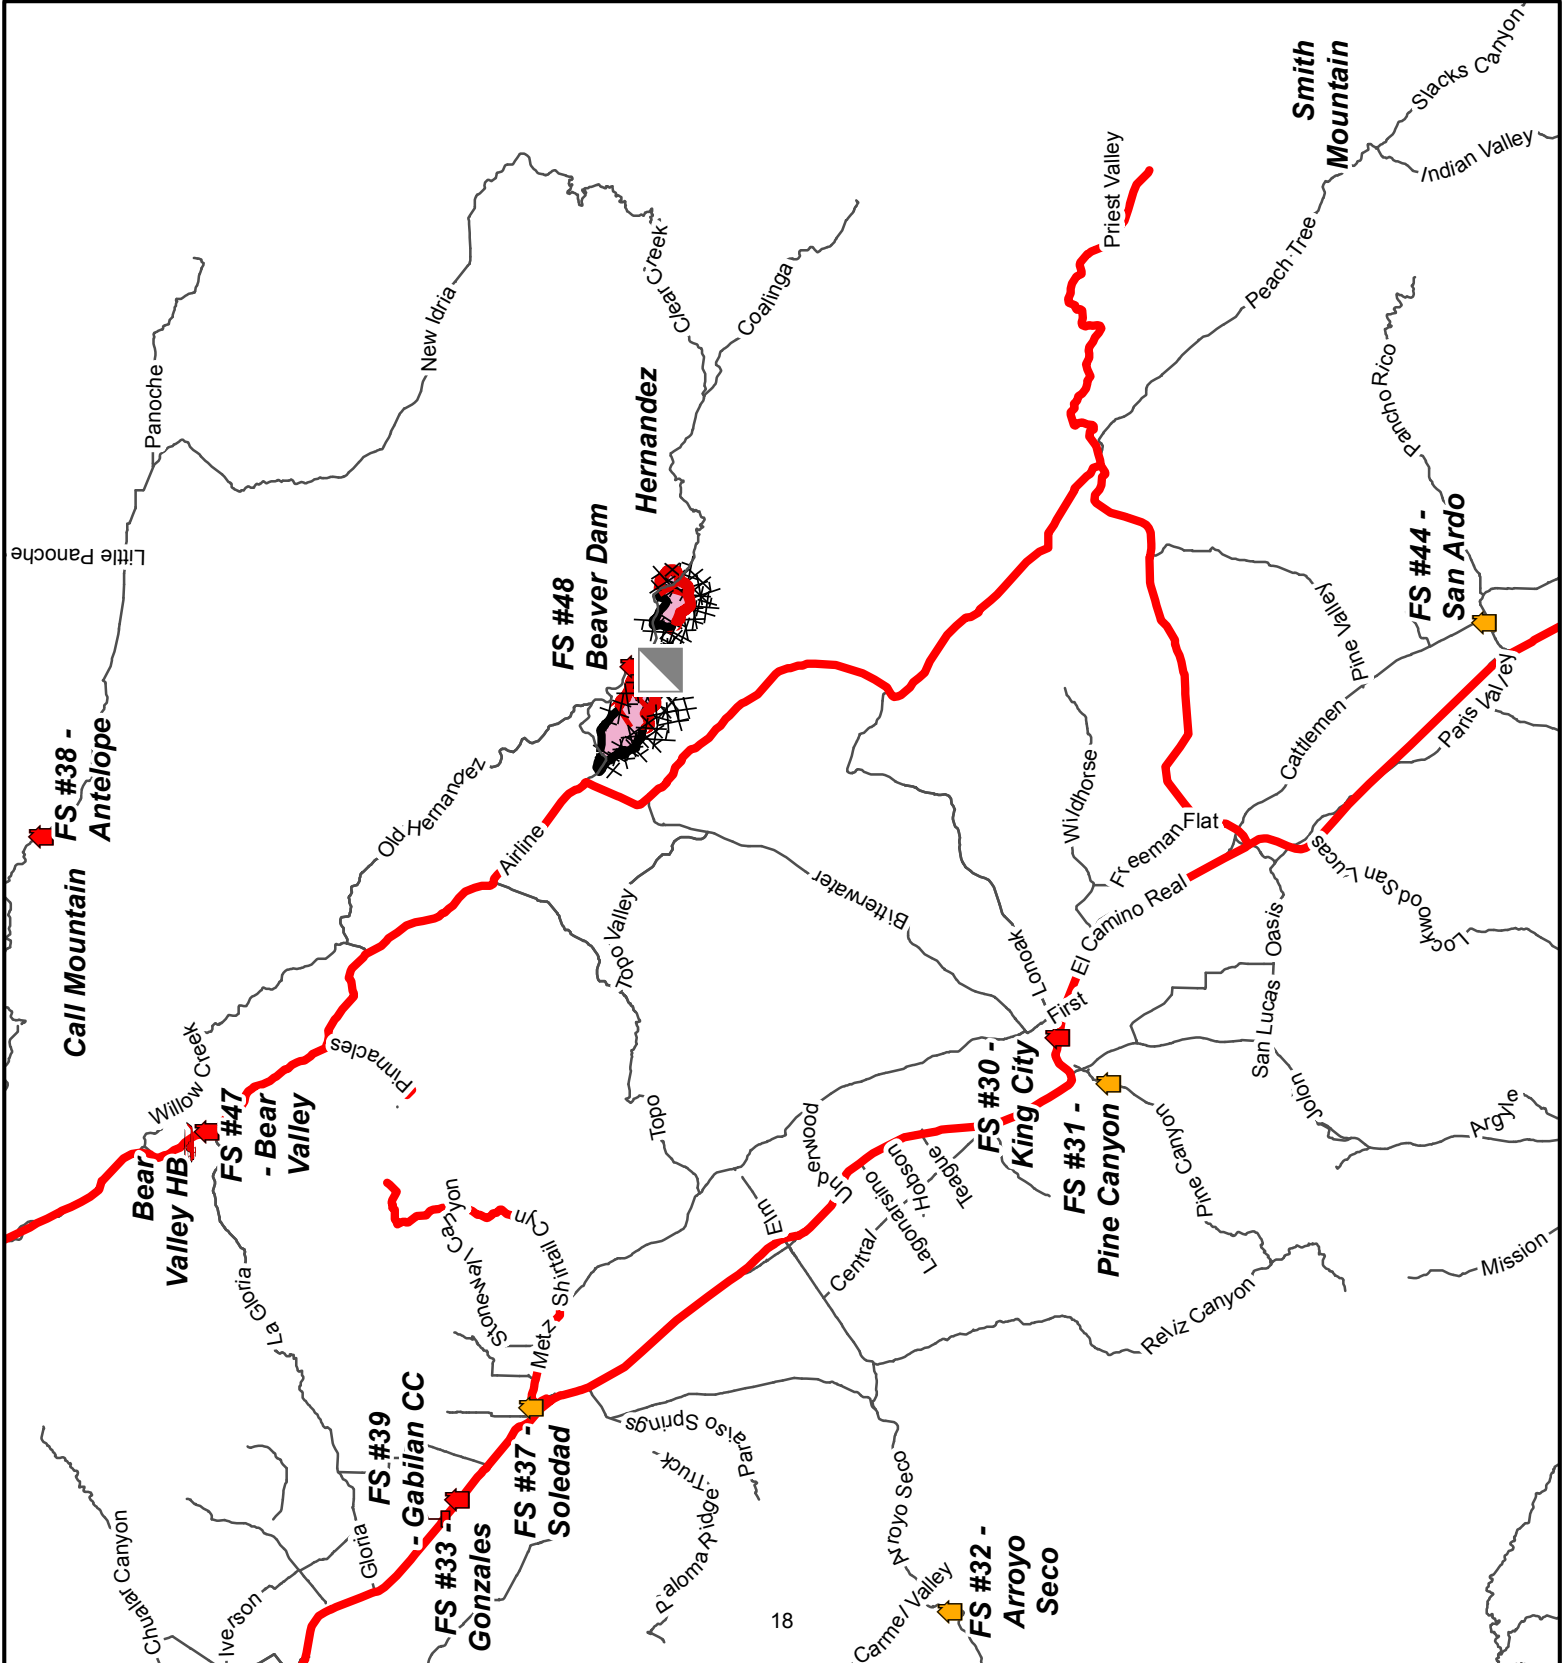 Smith
Mountain
Slacks Canyon
Indian Valley
Priest Valley
Peach Tree
Clear Creek
Coalinga
New Idria
Panoche
Little Panoche
Hernandez
Pancho Rico
FS #48
Beaver Dam
FS #44 -
San Ardo
Pine Valley
Cattlemen
Paris Valley
FS #38 -
Antelope
Call Mountain
Old Hernandez
Airline
Topo Valley
Bitterwater
Wildhorse
Freeman
Flat
El Camino Real
Lonoak
First
Lockwood San Lucas
Oasis
San Lucas
Willow Creek
Pinnacles
FS #47
- Bear
Valley
Bear
Valley HB
Topo
Underwood
Und
FS #30 -
King City
FS #31 -
Pine Canyon
Jolon
Argyle
Pine Canyon
Teague
Hobson
Lagomarsino
Central
Elm
Mission
Reliz Canyon
La Gloria
Stonewall Canyon
Shirttail Cyn
Metz
FS #39
- Gabilan CC
FS #37 -
Soledad
FS #33 -
Gonzales
Gloria
Iverson
Chualar Canyon
Paraiso Springs
Paloma Ridge Truck
Arroyo Seco
Carmel Valley
FS #32 -
Arroyo
Seco
18